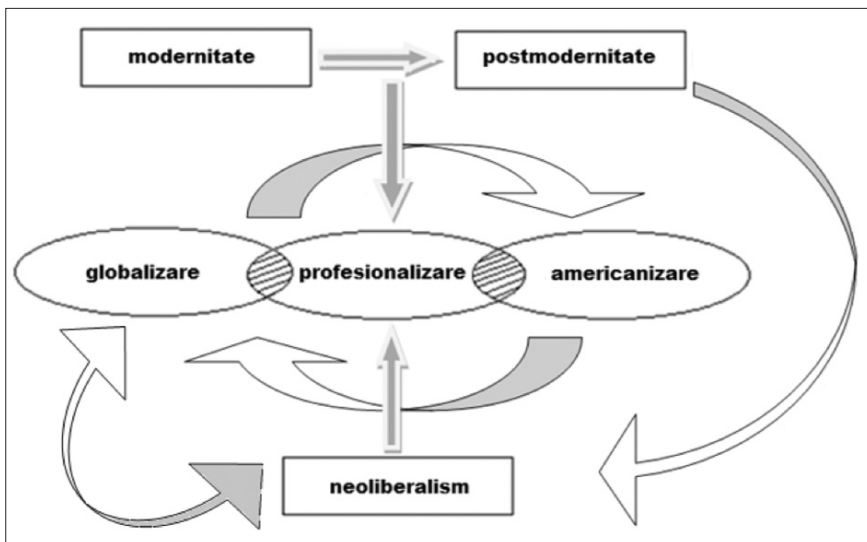 modernitate
postmodernitate
globalizare
profesionalizare
americanizare
neoliberalism